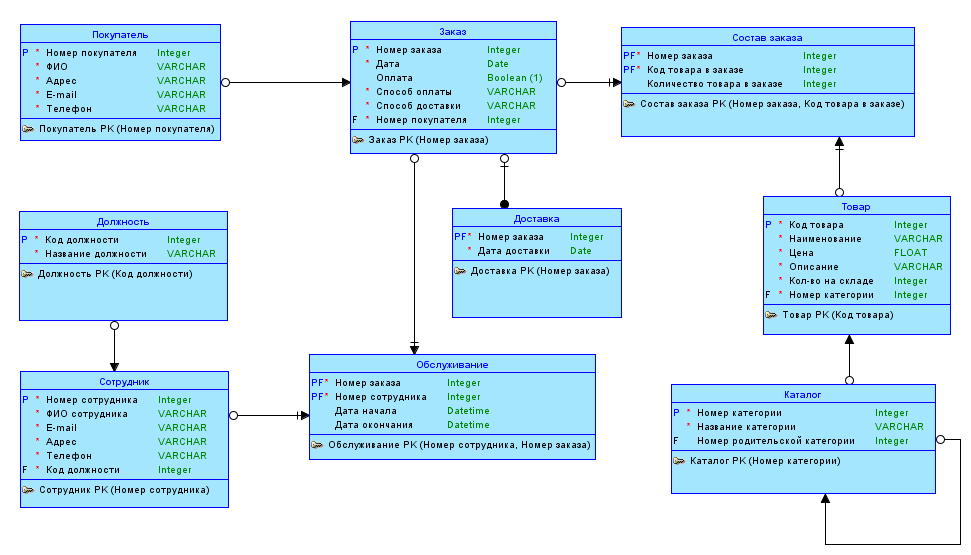 Покупатель
P * Номер покупателя Integer
* ФИО VARCHAR
* Адрес VARCHAR
* E-mail VARCHAR
* Телефон VARCHAR
Покупатель PK (Номер покупателя)
Заказ
P * Номер заказа Integer
* Дата Date
Оплата Boolean (1)
* Способ оплаты VARCHAR
* Способ доставки VARCHAR
F * Номер покупателя Integer
Заказ PK (Номер заказа)
Состав заказа
PF* Номер заказа Integer
PF* Код товара в заказе Integer
Количество товара в заказе Integer
Состав заказа PK (Номер заказа, Код товара в заказе)
Должность
P * Код должности Integer
* Название должности VARCHAR
Должность PK (Код должности)
Доставка
PF* Номер заказа Integer
* Дата доставки Date
Доставка PK (Номер заказа)
Товар
P * Код товара Integer
* Наименование VARCHAR
* Цена FLOAT
* Описание VARCHAR
* Кол-во на складе Integer
F * Номер категории Integer
Товар PK (Код товара)
Сотрудник
P * Номер сотрудника Integer
* ФИО сотрудника VARCHAR
* E-mail VARCHAR
* Адрес VARCHAR
* Телефон VARCHAR
F * Код должности Integer
Сотрудник PK (Номер сотрудника)
Обслуживание
PF* Номер заказа Integer
PF* Номер сотрудника Integer
Дата начала Datetime
Дата окончания Datetime
Обслуживание PK (Номер сотрудника, Номер заказа)
Каталог
P * Номер категории Integer
* Название категории VARCHAR
F Номер родительской категории Integer
Каталог PK (Номер категории)